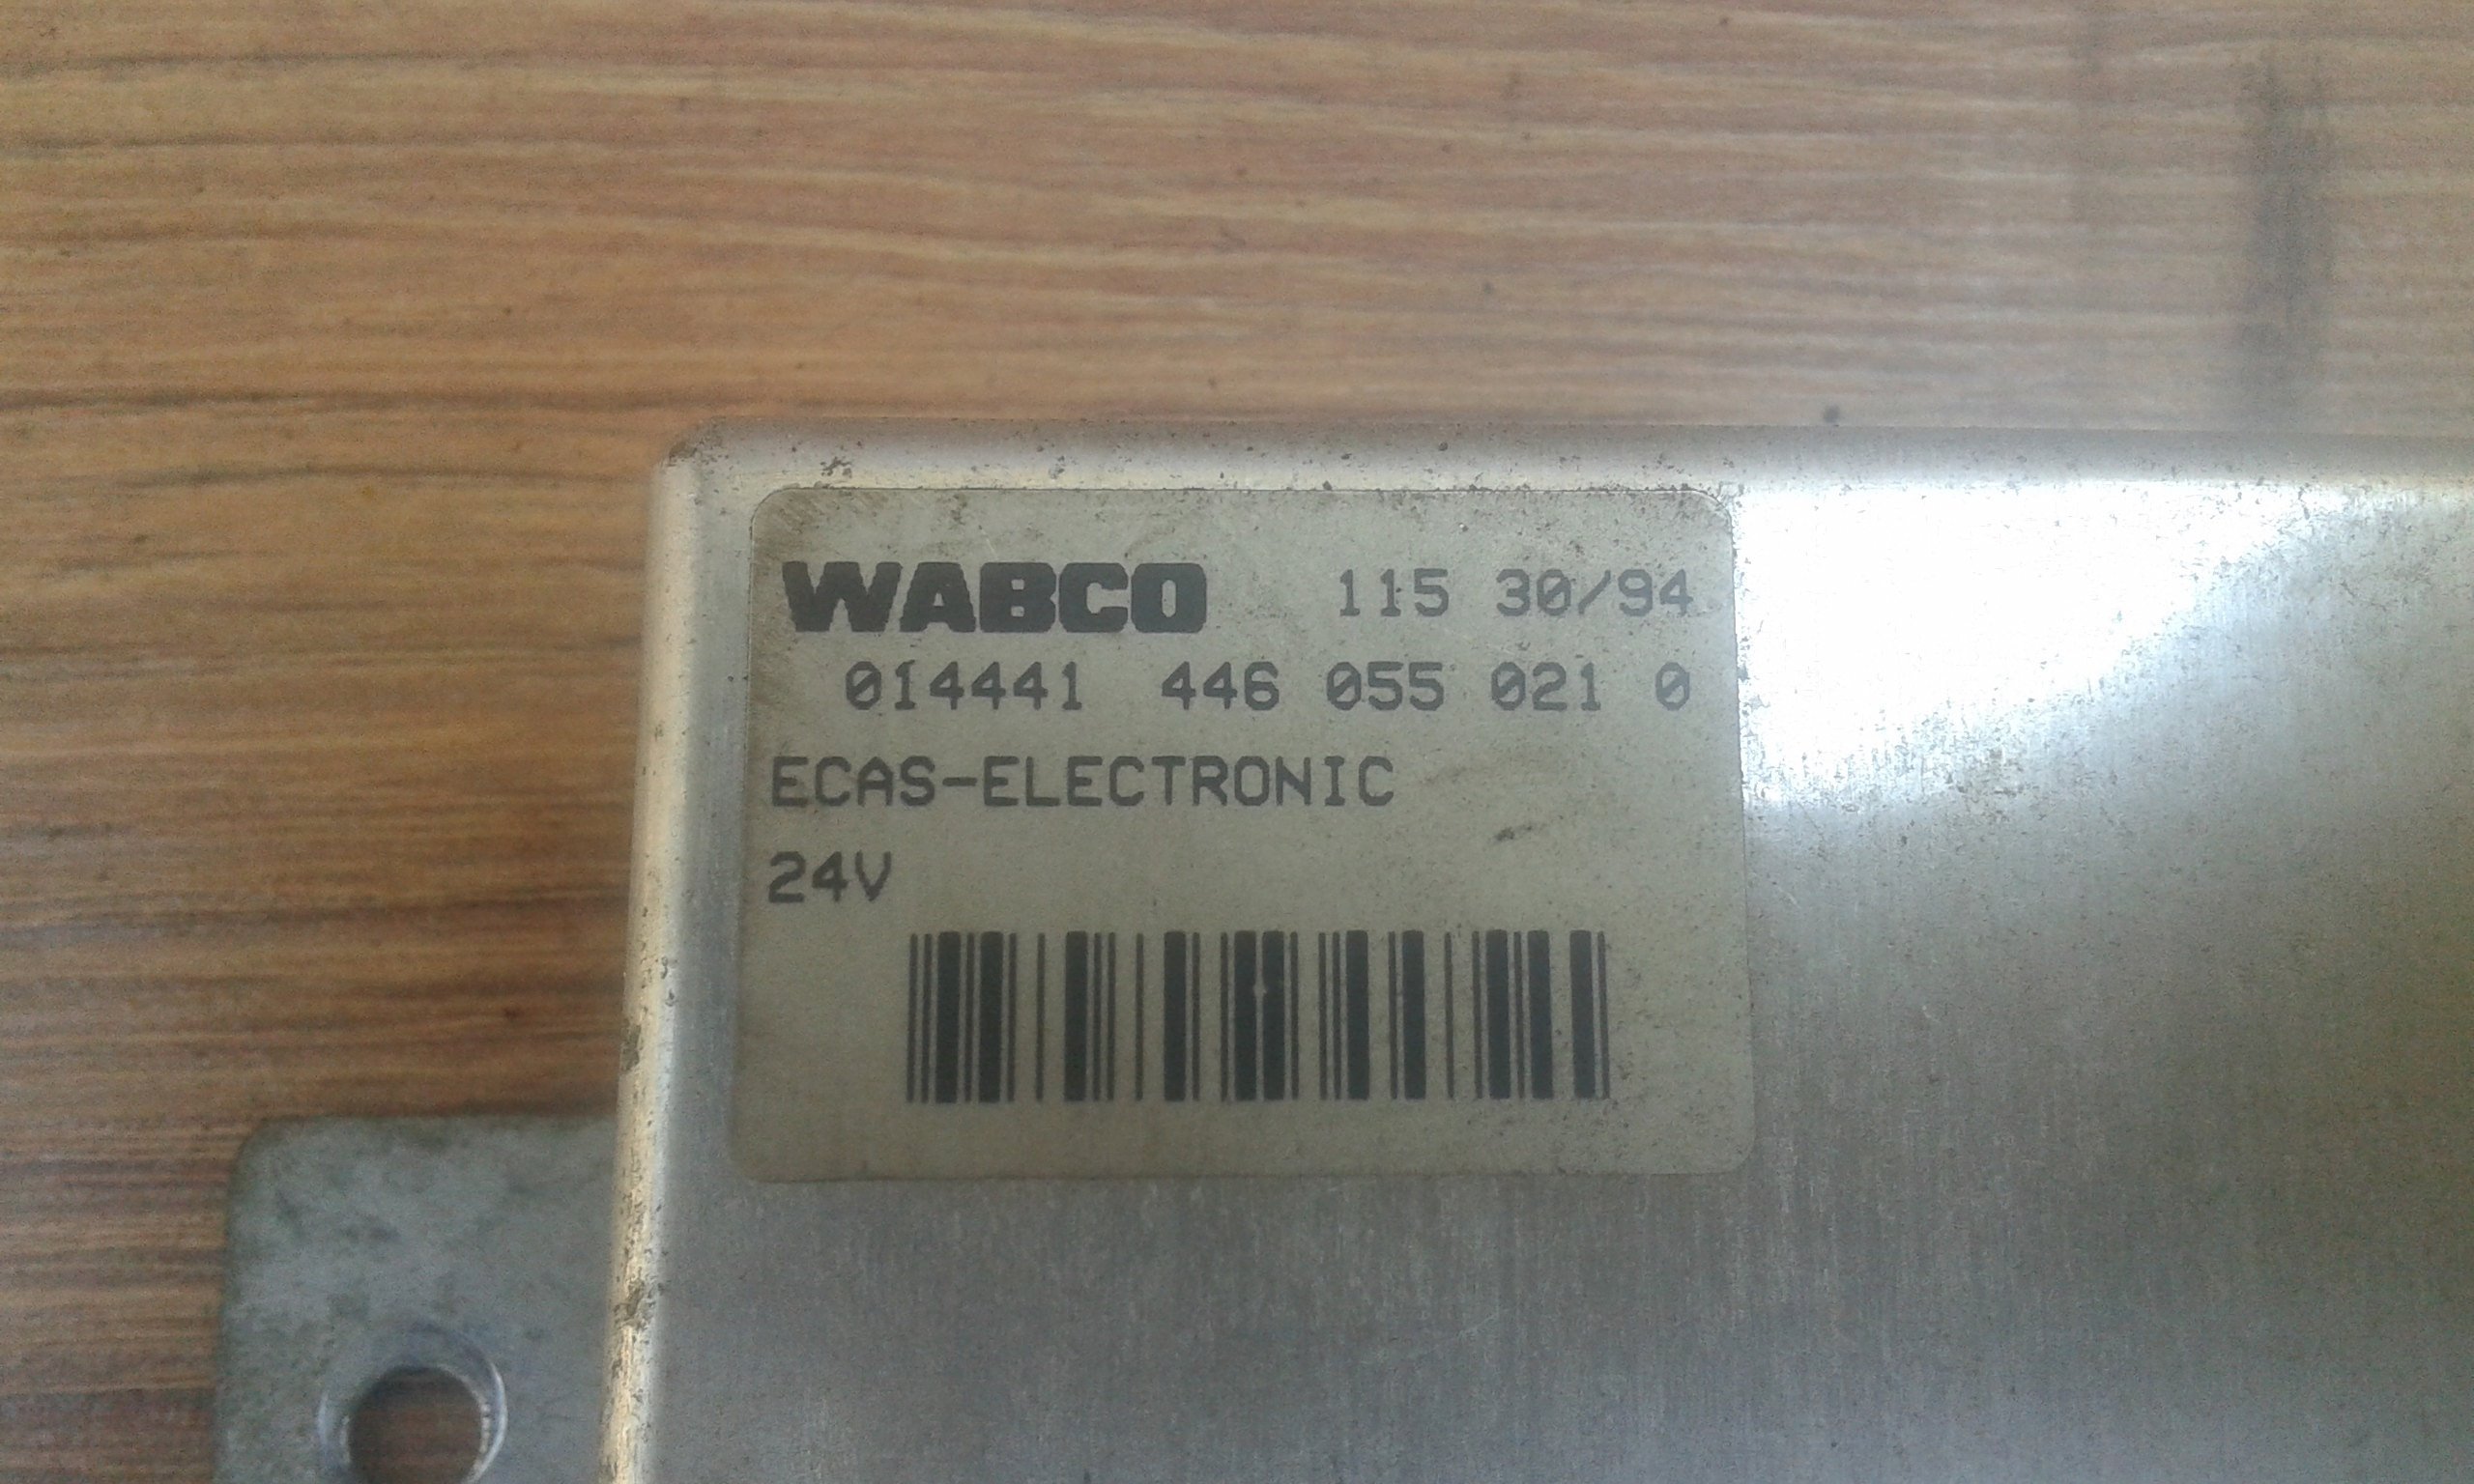 WABCO 115 30/94
014441 446 055 021 0
ECAS-ELECTRONIC
24V